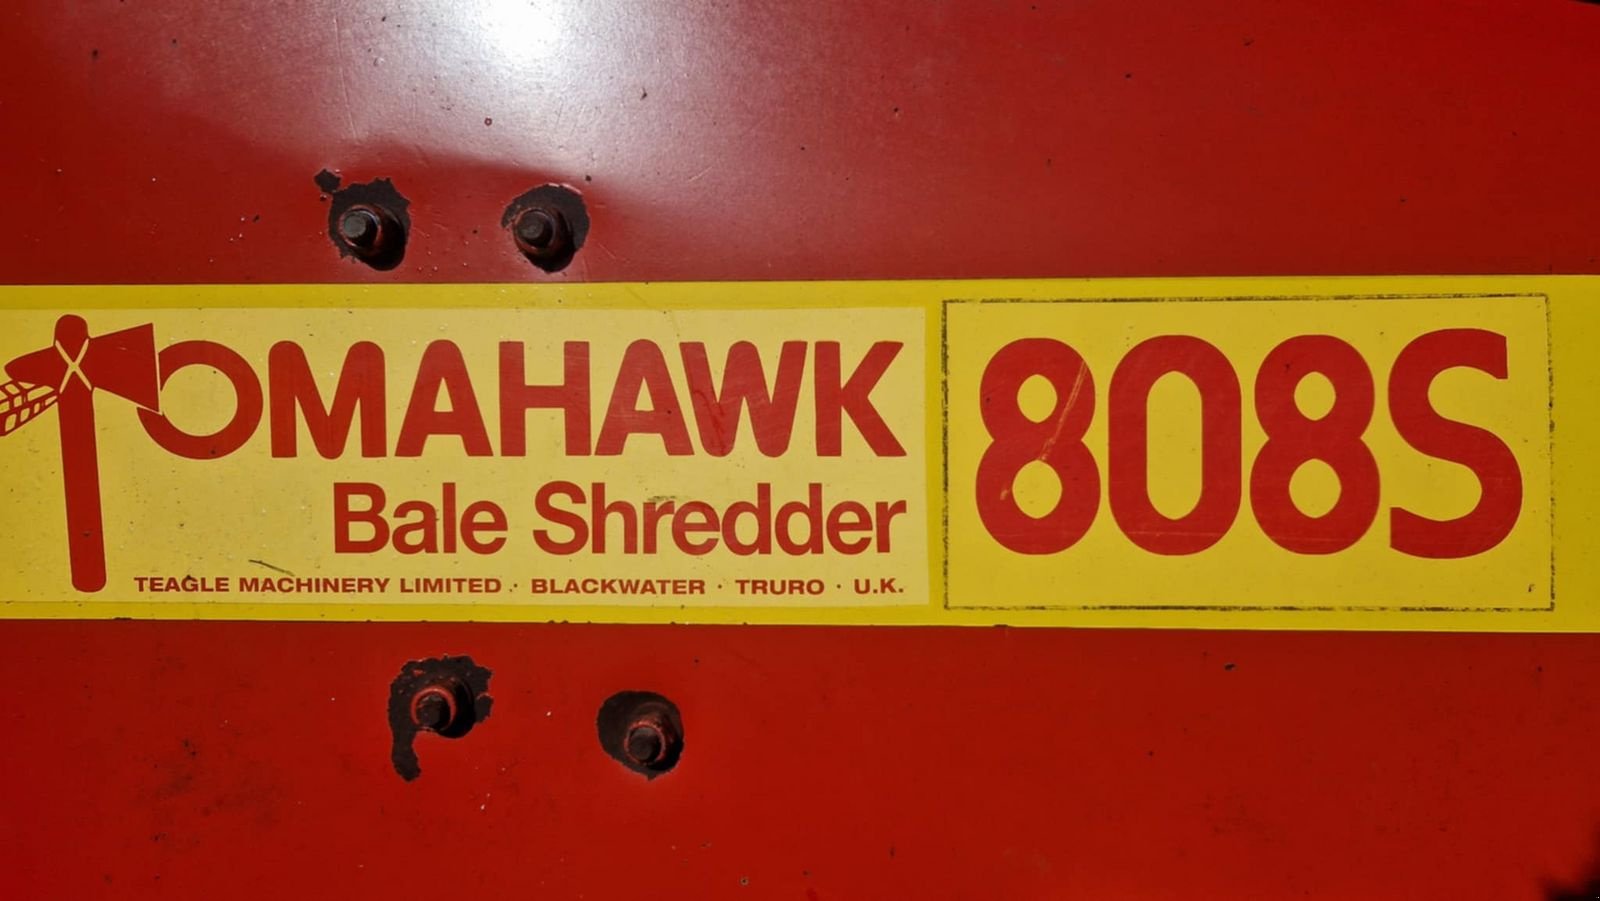 TOMAHAWK
Bale Shredder
TEAGLE MACHINERY LIMITED · BLACKWATER · TRURO · U.K.
808S